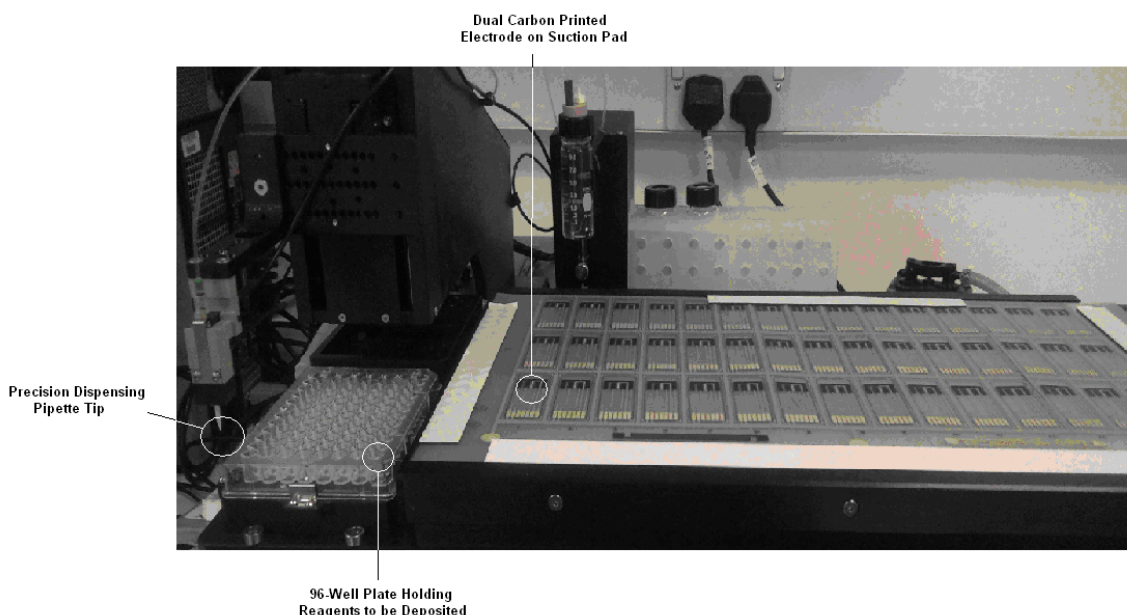 Dual Carbon Printed
Electrode on Suction Pad
Precision Dispensing
Pipette Tip
96-Well Plate Holding
Reagents to be Deposited